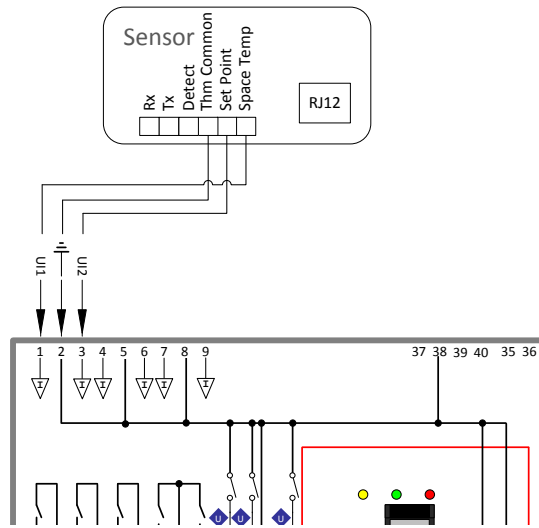 Sensor
Rx
Tx
Detect
Thm Common
Set Point
Space Temp
RJ12
UI1
UI2
1 2 3 4 5 6 7 8 9 37 38 39 40 35 36
I I I I I I
U U U